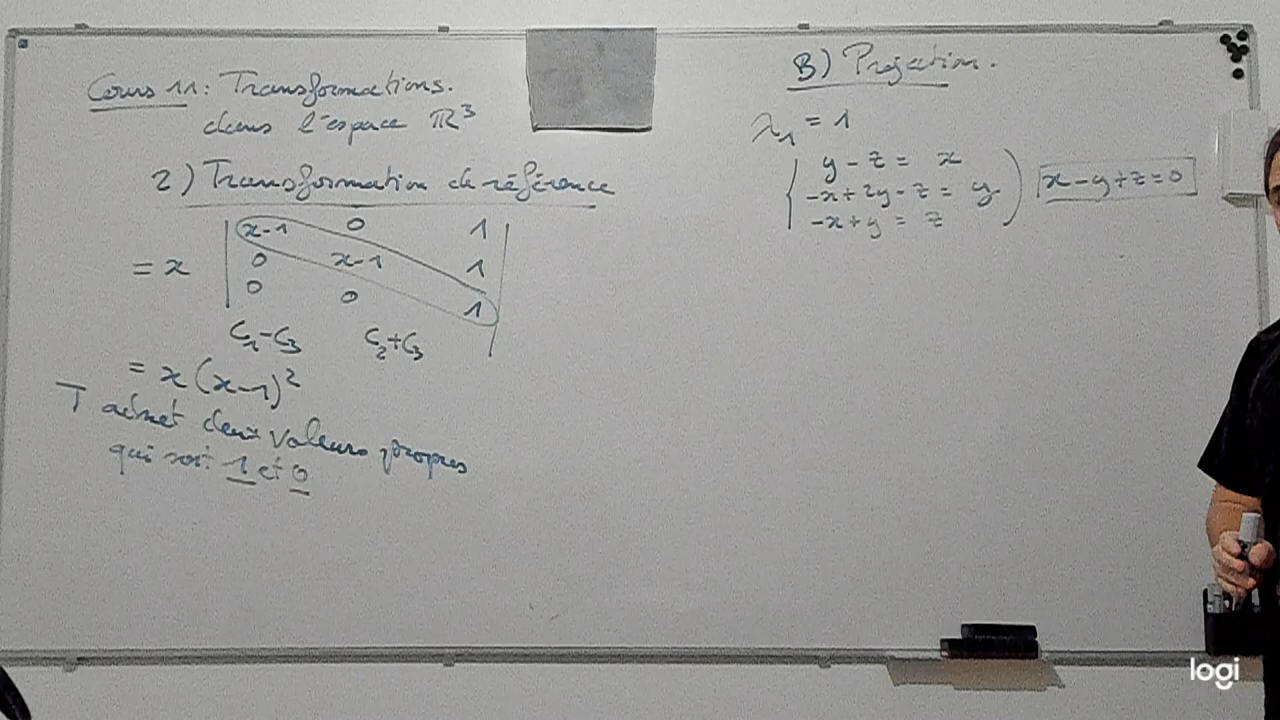 Cours 11: Transformations.
dans l'espace ℝ³
2) Transformation de référence
x-1 0 1
= x 0 x-1 1
0 0 1
C₁-C₃ C₂+C₃
= x(x-1)²
T admet deux valeurs propres
qui sont 1 et 0
B) Projection.
λ₁ = 1
y - z = x
-x+2y-z = y x-y+z=0
-x+y = z
logi